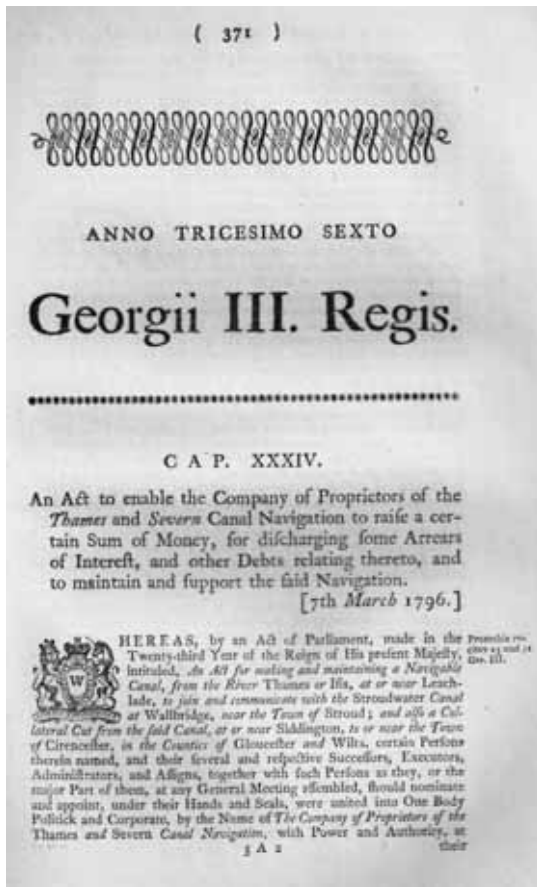 ( 371 )
ANNO TRICESIMO SEXTO
Georgii III. Regis.
CAP. XXXIV.
An Act to enable the Company of Proprietors of the
Thames and Severn Canal Navigation to raiſe a cer-
tain Sum of Money, for diſcharging ſome Arrears
of Intereſt, and other Debts relating thereto, and
to maintain and ſupport the ſaid Navigation.
[7th March 1796.]
WHEREAS, by an Act of Parliament, made in the
Twenty-third Year of the Reign of His preſent Majeſty,
intituled, An Act for making and maintaining a Navigable
Canal, from the River Thames or Iſis, at or near Leach-
lade, to join and communicate with the Stroudwater Canal
at Wallbridge, near the Town of Stroud; and alſo a Col-
lateral Cut from the ſaid Canal, at or near Siddington, to or near the Town
of Cirenceſter, in the Counties of Glouceſter and Wilts, certain Perſons
therein named, and their ſeveral and reſpective Succeſſors, Executors,
Adminiſtrators, and Aſſigns, together with ſuch Perſons as they, or the
major Part of them, at any General Meeting aſſembled, ſhould nominate
and appoint, under their Hands and Seals, were united into One Body
Politick and Corporate, by the Name of The Company of Proprietors of the
Thames and Severn Canal Navigation, with Power and Authority, at
3 A 2 their
Preamble
Geo. III.